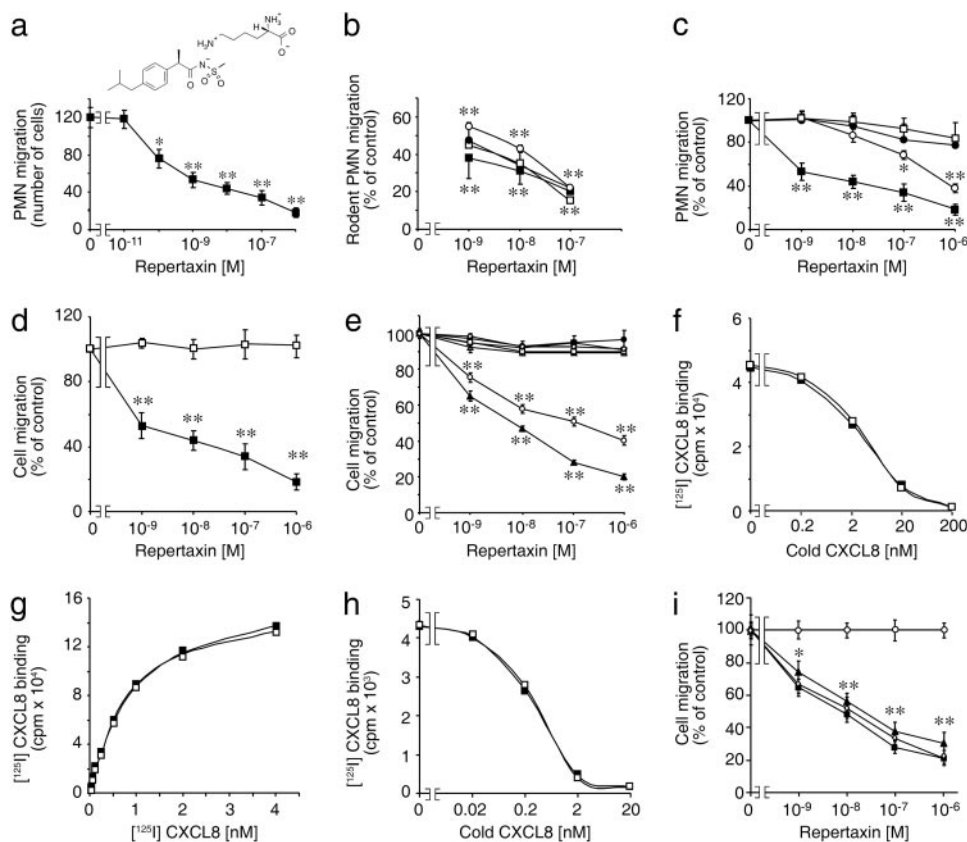 a
NH₃⁺
H
H₃N⁺
O
O⁻
N⁻
S
O
O O
120
80
40
0
PMN migration
(number of cells)
*
**
**
**
**
0 10⁻¹¹ 10⁻⁹ 10⁻⁷
Repertaxin [M]
b
60
40
20
0
Rodent PMN migration
(% of control)
**
**
**
**
**
10⁻⁹ 10⁻⁸ 10⁻⁷
Repertaxin [M]
c
120
80
40
0
PMN migration
(% of control)
*
**
**
**
**
**
0 10⁻⁹ 10⁻⁸ 10⁻⁷ 10⁻⁶
Repertaxin [M]
d
120
80
40
0
Cell migration
(% of control)
**
**
**
**
0 10⁻⁹ 10⁻⁸ 10⁻⁷ 10⁻⁶
Repertaxin [M]
e
100
80
60
40
20
0
Cell migration
(% of control)
**
**
**
**
**
**
**
**
0 10⁻⁹ 10⁻⁸ 10⁻⁷ 10⁻⁶
Repertaxin [M]
f
6
4
2
0
[¹²⁵I] CXCL8 binding
(cpm x 10⁴)
0 0.2 2 20 200
Cold CXCL8 [nM]
g
16
12
8
4
0
[¹²⁵I] CXCL8 binding
(cpm x 10⁴)
0 1 2 3 4
[¹²⁵I] CXCL8 [nM]
h
5
4
3
2
1
0
[¹²⁵I] CXCL8 binding
(cpm x 10³)
0 0.02 0.2 2 20
Cold CXCL8 [nM]
i
120
100
80
60
40
20
0
Cell migration
(% of control)
*
**
**
**
0 10⁻⁹ 10⁻⁸ 10⁻⁷ 10⁻⁶
Repertaxin [M]